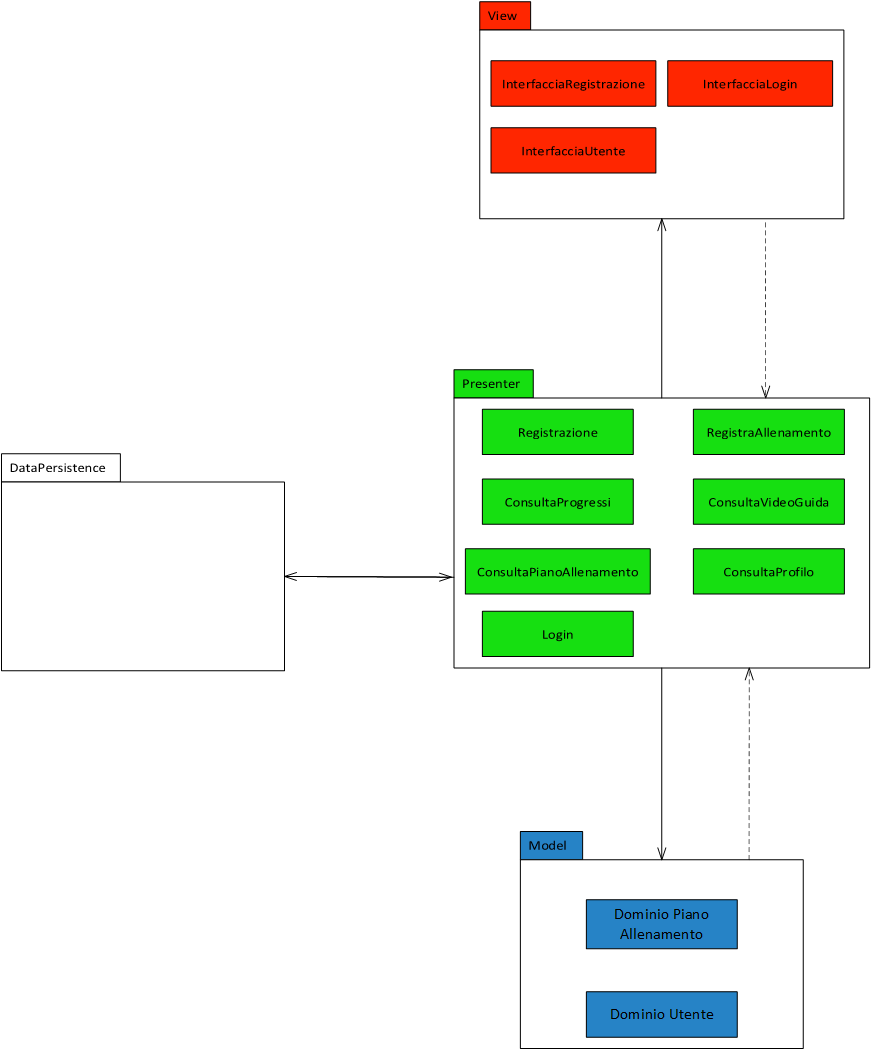 View
InterfacciaRegistrazione
InterfacciaLogin
InterfacciaUtente
Presenter
Registrazione
RegistraAllenamento
DataPersistence
ConsultaProgressi
ConsultaVideoGuida
ConsultaPianoAllenamento
ConsultaProfilo
Login
Model
Dominio Piano
Allenamento
Dominio Utente